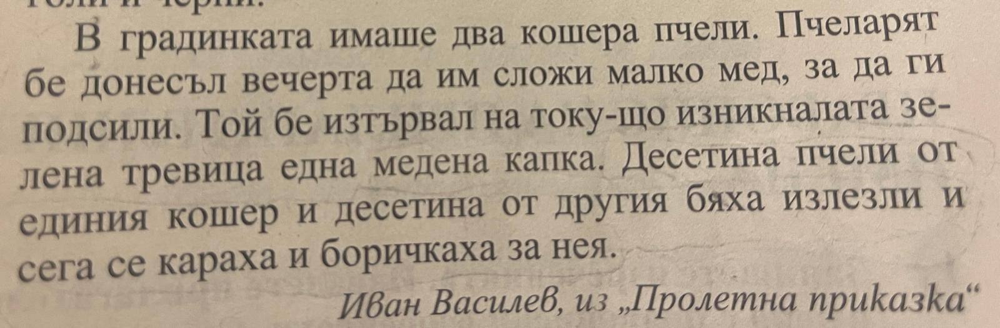 В градинката имаше два кошера пчели. Пчеларят
бе донесъл вечерта да им сложи малко мед, за да ги
подсили. Той бе изтървал на току-що изникналата зе-
лена тревица една медена капка. Десетина пчели от
единия кошер и десетина от другия бяха излезли и
сега се караха и боричкаха за нея.
Иван Василев, из „Пролетна приказка“